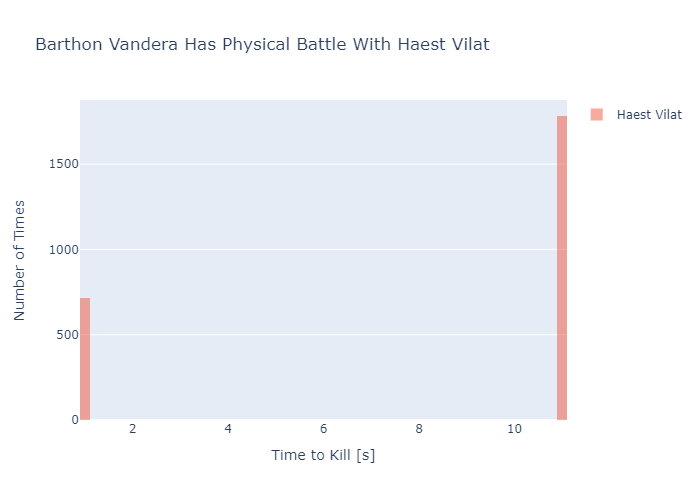 Barthon Vandera Has Physical Battle With Haest Vilat
Haest Vilat
1500
1000
500
0
Number of Times
2 4 6 8 10
Time to Kill [s]